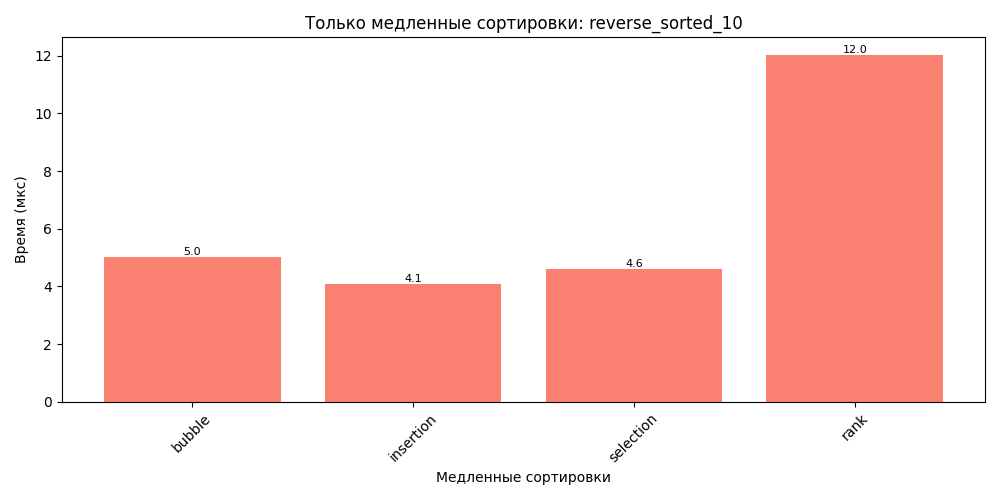 Только медленные сортировки: reverse_sorted_10
Время (мкс)
12
10
8
6
4
2
0
5.0
4.1
4.6
12.0
bubble
insertion
selection
rank
Медленные сортировки